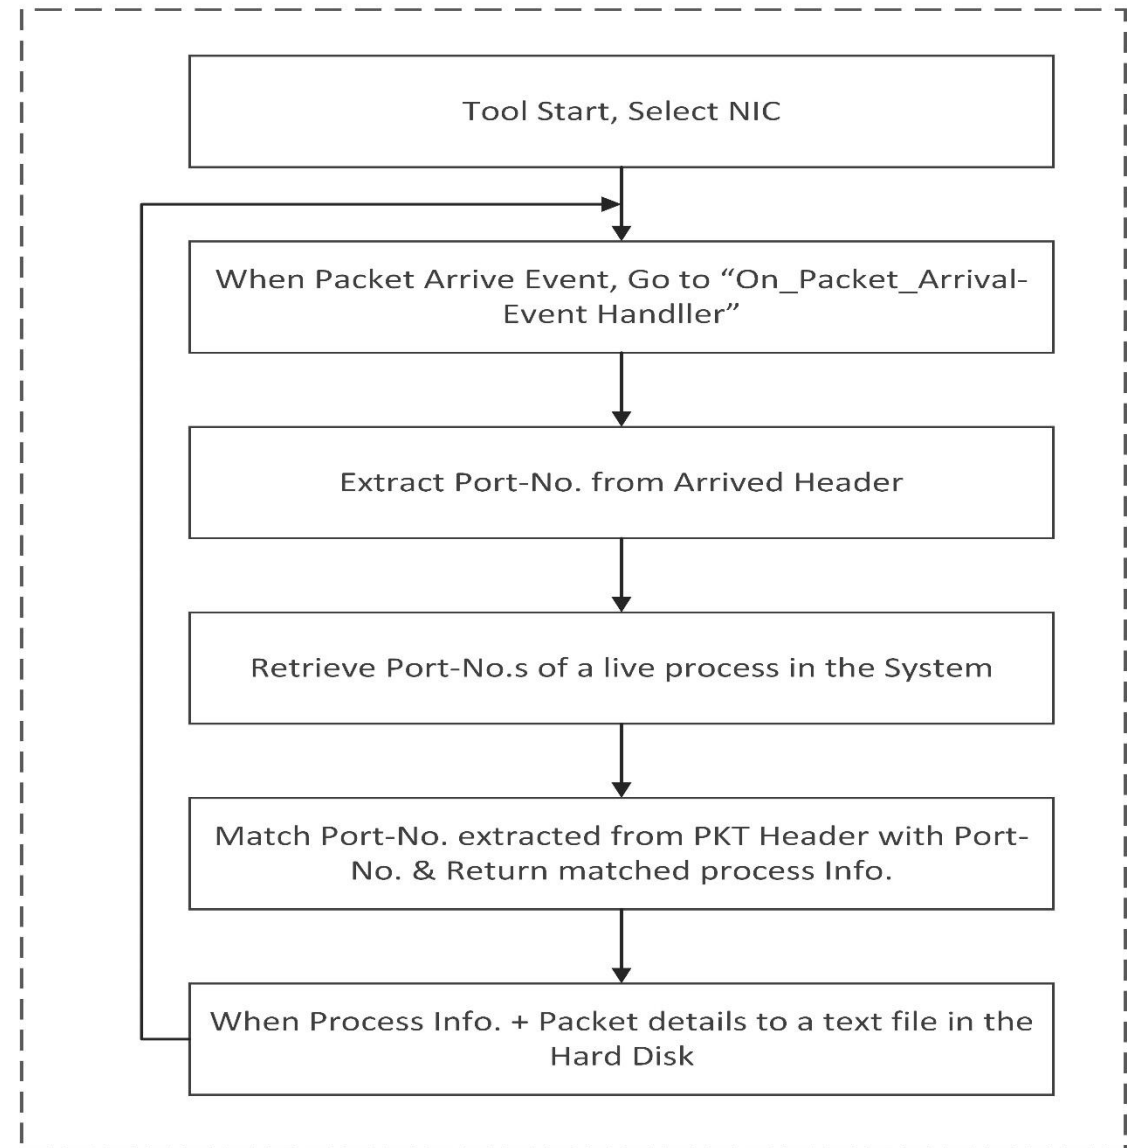 Tool Start, Select NIC
When Packet Arrive Event, Go to “On_Packet_Arrival-
Event Handller”
Extract Port-No. from Arrived Header
Retrieve Port-No.s of a live process in the System
Match Port-No. extracted from PKT Header with Port-
No. & Return matched process Info.
When Process Info. + Packet details to a text file in the
Hard Disk